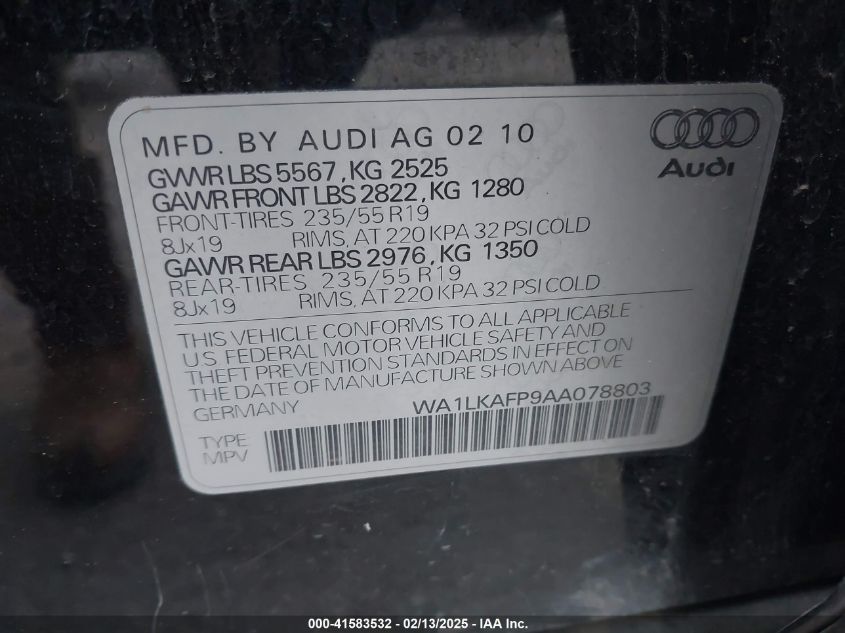 MFD. BY AUDI AG 02 10
Audi
GVWR LBS 5567, KG 2525
GAWR FRONT LBS 2822, KG 1280
FRONT-TIRES 235/55 R19
8Jx19 RIMS, AT 220 KPA 32 PSI COLD
GAWR REAR LBS 2976, KG 1350
REAR-TIRES 235/55 R19
8Jx19 RIMS, AT 220 KPA 32 PSI COLD
THIS VEHICLE CONFORMS TO ALL APPLICABLE
U.S. FEDERAL MOTOR VEHICLE SAFETY AND
THEFT PREVENTION STANDARDS IN EFFECT ON
THE DATE OF MANUFACTURE SHOWN ABOVE
GERMANY WA1LKAFP9AA078803
TYPE
MPV
000-41583532 - 02/13/2025 - IAA Inc.